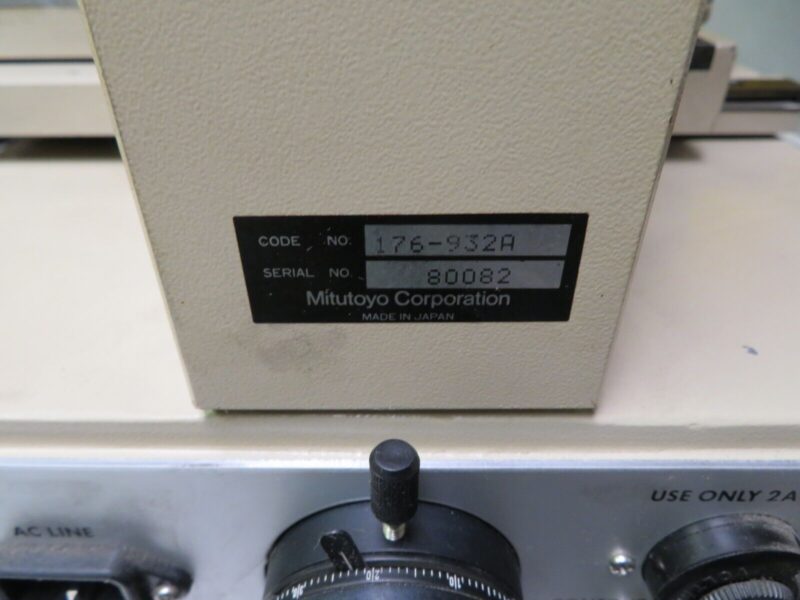 CODE NO. 176-932A
SERIAL NO. 80082
Mitutoyo Corporation
MADE IN JAPAN
AC LINE
USE ONLY 2A